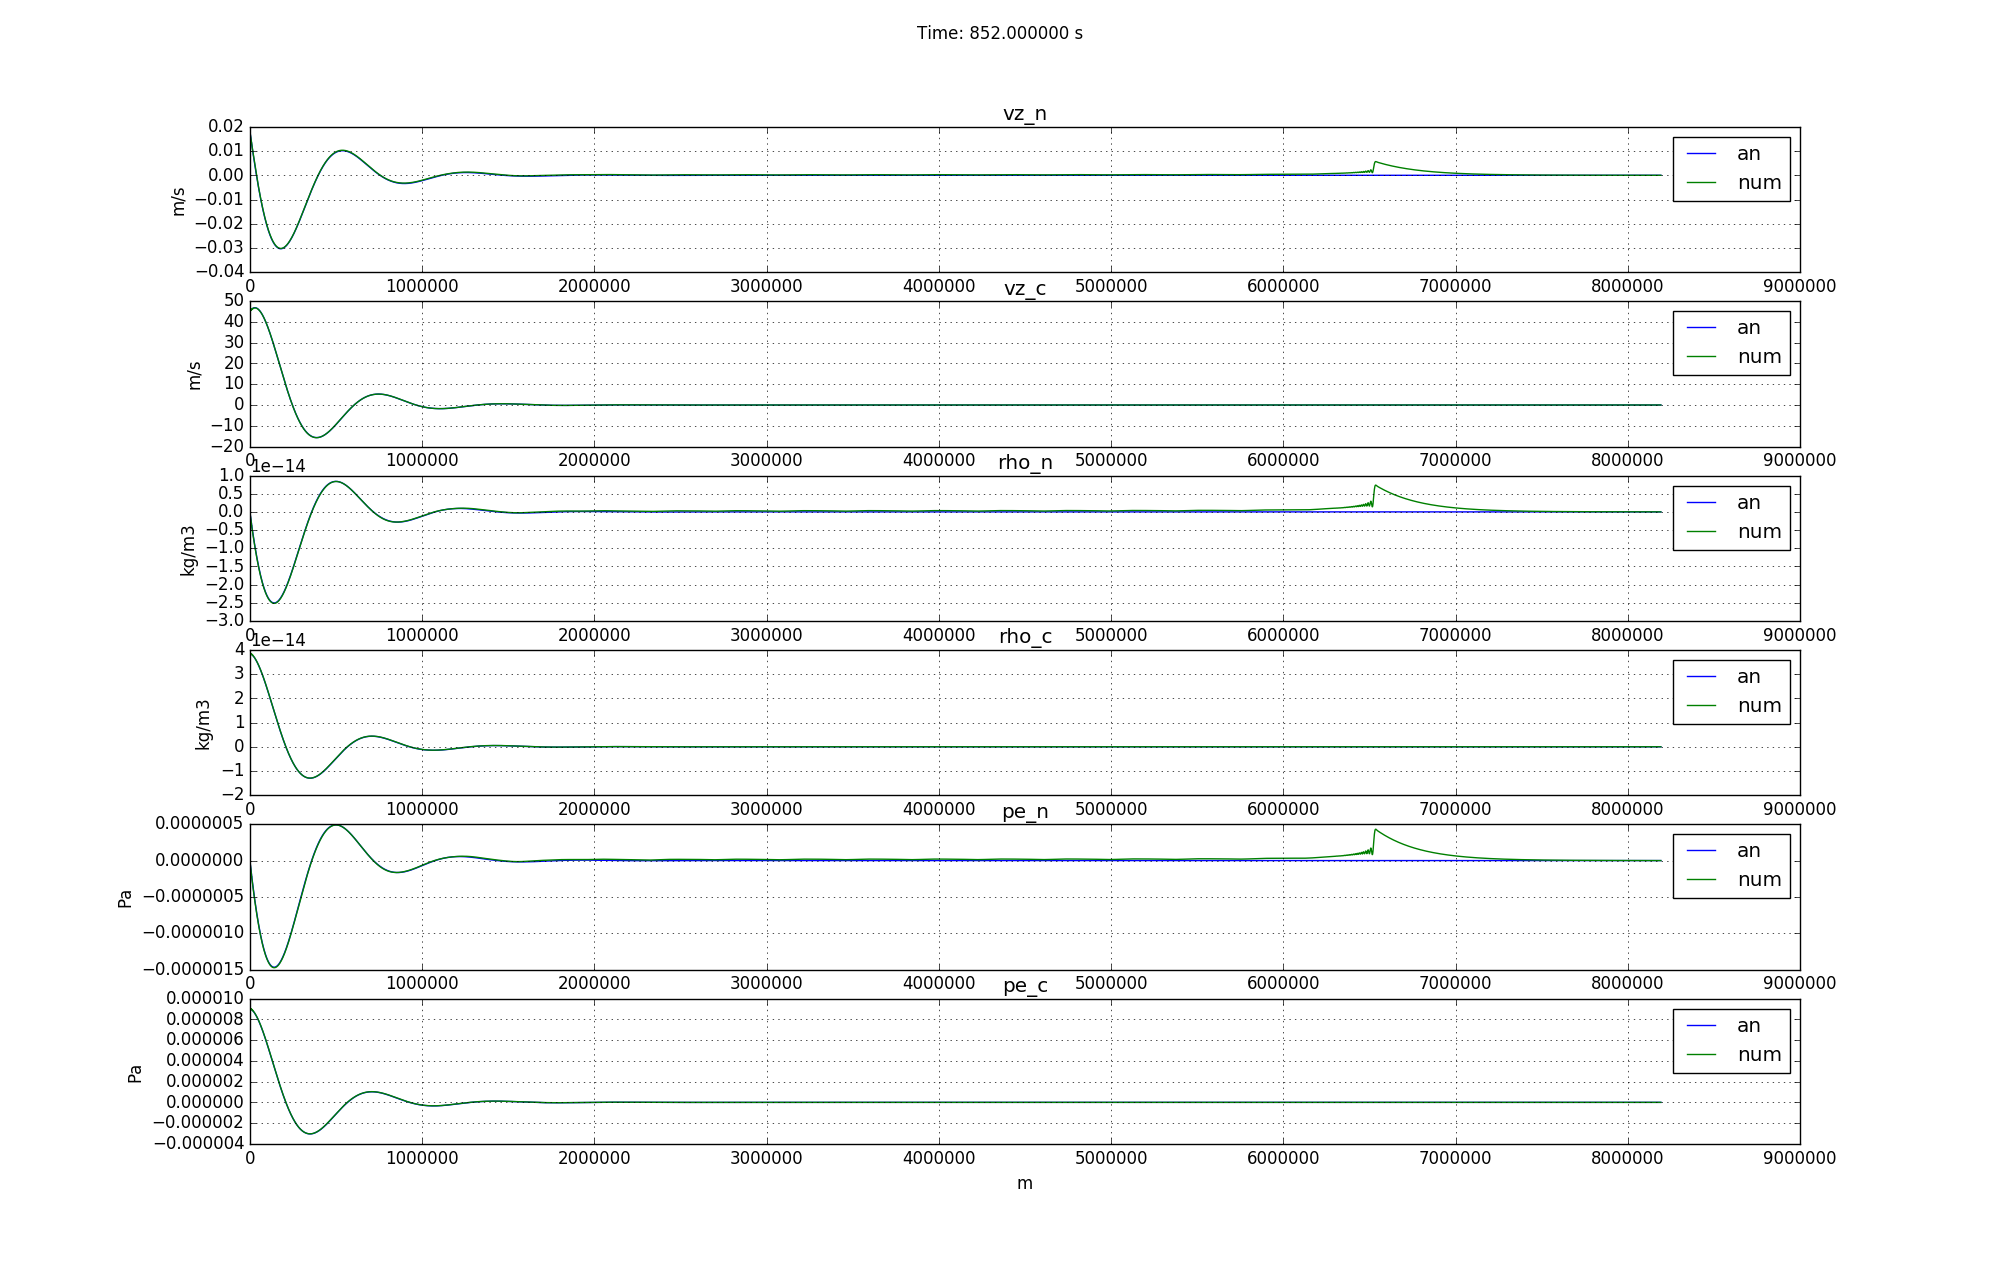 Time: 852.000000 s
vz_n
0.02
0.01
0.00
−0.01
−0.02
−0.03
−0.04
m/s
an
num
0 1000000 2000000 3000000 4000000 5000000 6000000 7000000 8000000 9000000
vz_c
50
40
30
20
10
0
−10
−20
m/s
an
num
0 1000000 2000000 3000000 4000000 5000000 6000000 7000000 8000000 9000000
1e−14
rho_n
1.0
0.5
0.0
−0.5
−1.0
−1.5
−2.0
−2.5
−3.0
kg/m3
an
num
0 1000000 2000000 3000000 4000000 5000000 6000000 7000000 8000000 9000000
1e−14
rho_c
4
3
2
1
0
−1
−2
kg/m3
an
num
0 1000000 2000000 3000000 4000000 5000000 6000000 7000000 8000000 9000000
pe_n
0.0000005
0.0000000
−0.0000005
−0.0000010
−0.0000015
Pa
an
num
0 1000000 2000000 3000000 4000000 5000000 6000000 7000000 8000000 9000000
pe_c
0.000010
0.000008
0.000006
0.000004
0.000002
0.000000
−0.000002
−0.000004
Pa
an
num
0 1000000 2000000 3000000 4000000 5000000 6000000 7000000 8000000 9000000
m